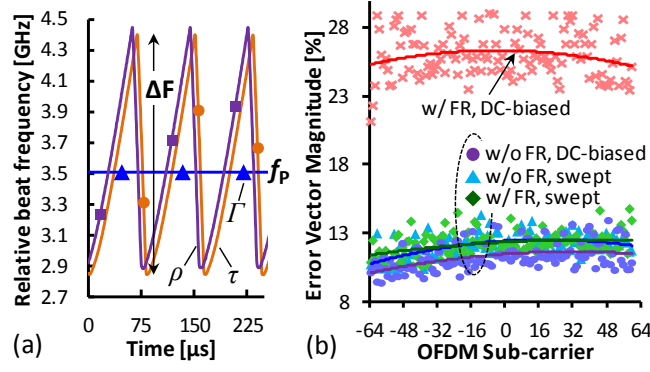 Relative beat frequency [GHz]
4.5
4.3
4.1
3.9
3.7
3.5
3.3
3.1
2.9
2.7
ΔF
f_P
Γ
ρ
τ
0
75
150
225
Time [µs]
(a)
Error Vector Magnitude [%]
28
23
18
13
8
w/ FR, DC-biased
w/o FR, DC-biased
w/o FR, swept
w/ FR, swept
-64
-48
-32
-16
0
16
32
48
64
OFDM Sub-carrier
(b)